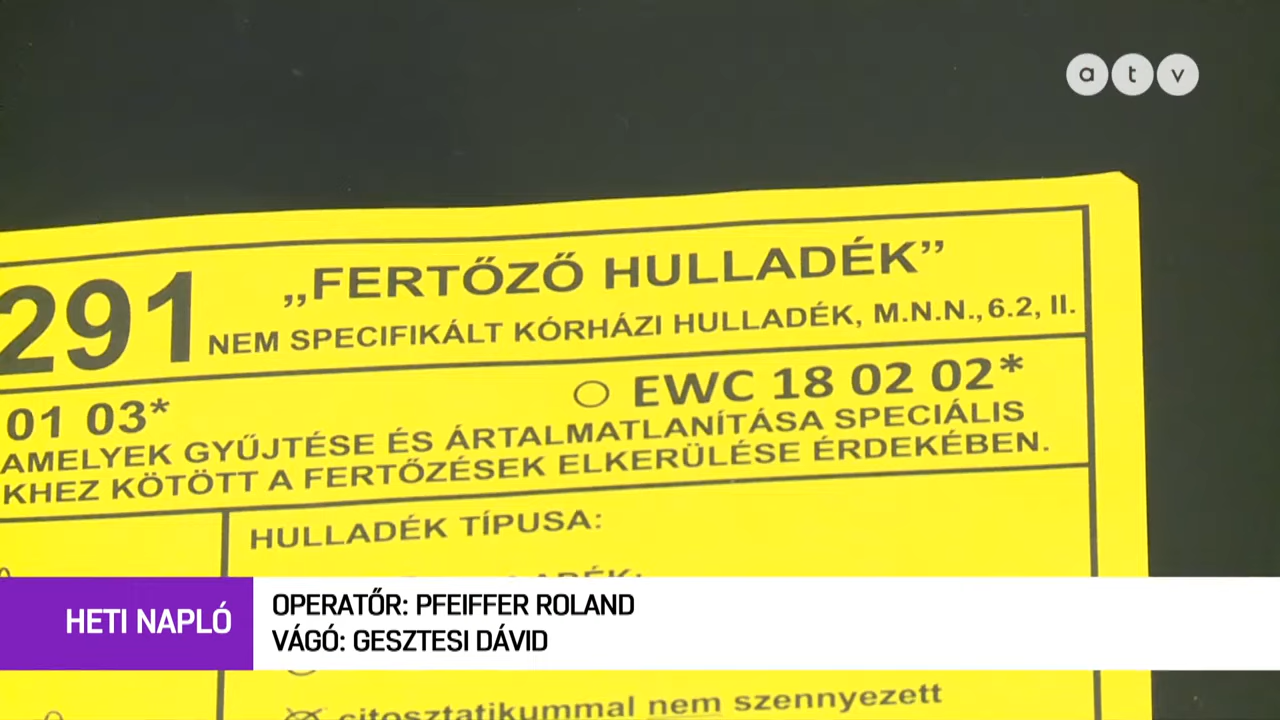 atv
291
„FERTŐZŐ HULLADÉK”
NEM SPECIFIKÁLT KÓRHÁZI HULLADÉK, M.N.N., 6.2, II.
01 03*
EWC 18 02 02*
AMELYEK GYŰJTÉSE ÉS ÁRTALMATLANÍTÁSA SPECIÁLIS
KHEZ KÖTÖTT A FERTŐZÉSEK ELKERÜLÉSE ÉRDEKÉBEN.
HULLADÉK TÍPUSA:
HETI NAPLÓ
OPERATŐR: PFEIFFER ROLAND
VÁGÓ: GESZTESI DÁVID
citosztatikummal nem szennyezett